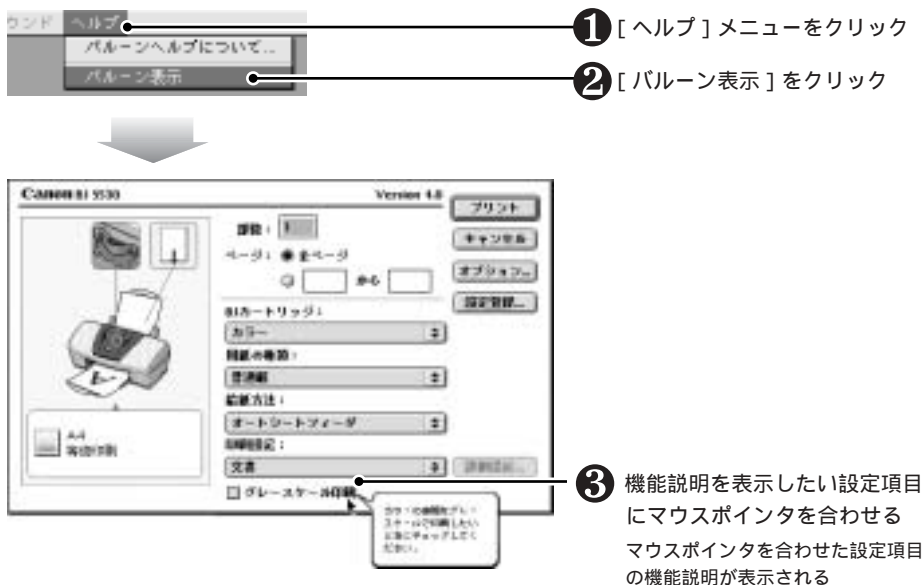 ウンド ヘルプ
バルーンヘルプについて...
バルーン表示
❶ [ ヘルプ ] メニューをクリック
❷ [ バルーン表示 ] をクリック
Canon BJ S530 Version 4.0
プリント
キャンセル
オプション...
設定登録...
部数： 1
ページ： 全ページ
から
BJカートリッジ：
カラー
用紙の種類：
普通紙
給紙方法：
オートシートフィーダ
印刷設定：
文書
詳細設定...
グレースケール印刷
A4
等倍印刷
❸ 機能説明を表示したい設定項目
にマウスポインタを合わせる
マウスポインタを合わせた設定項目
の機能説明が表示される